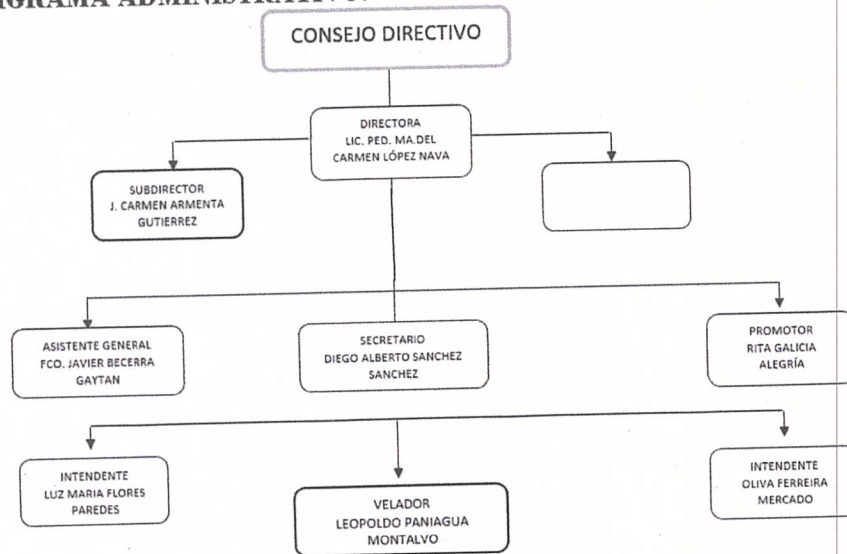 ADMINISTRATIVO
CONSEJO DIRECTIVO
DIRECTORA
LIC. PED. MA.DEL
CARMEN LÓPEZ NAVA
SUBDIRECTOR
J. CARMEN ARMENTA
GUTIERREZ
ASISTENTE GENERAL
FCO. JAVIER BECERRA
GAYTAN
SECRETARIO
DIEGO ALBERTO SANCHEZ
SANCHEZ
PROMOTOR
RITA GALICIA
ALEGRÍA
INTENDENTE
LUZ MARIA FLORES
PAREDES
VELADOR
LEOPOLDO PANIAGUA
MONTALVO
INTENDENTE
OLIVA FERREIRA
MERCADO